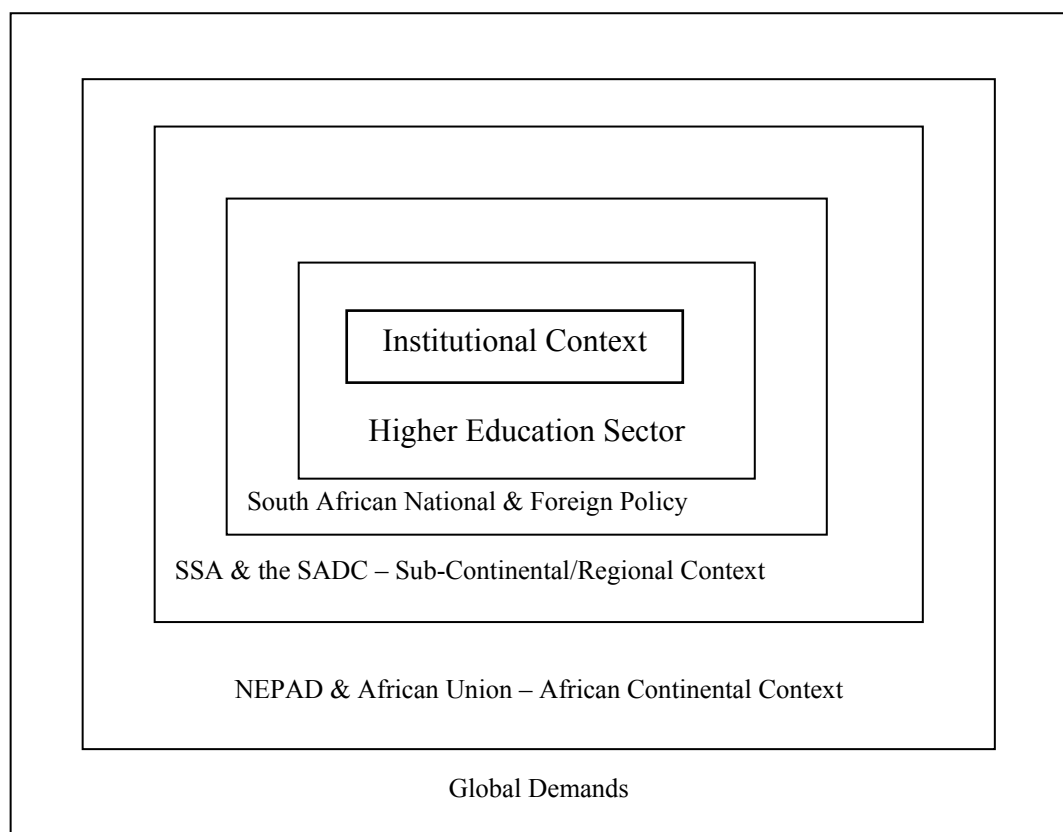 Institutional Context
Higher Education Sector
South African National & Foreign Policy
SSA & the SADC – Sub-Continental/Regional Context
NEPAD & African Union – African Continental Context
Global Demands